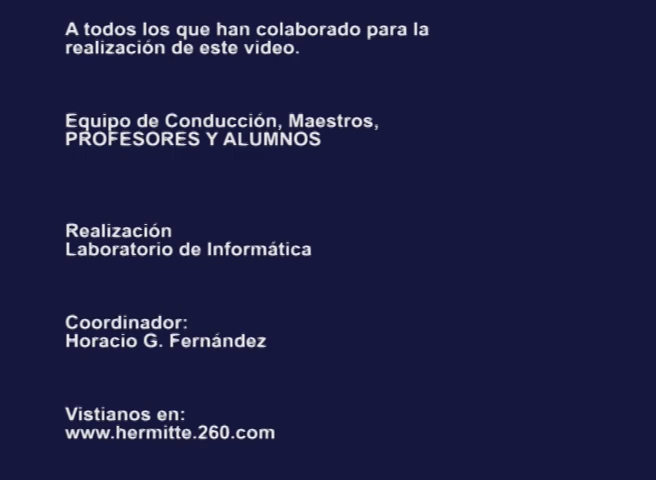 A todos los que han colaborado para la
realización de este video.
Equipo de Conducción, Maestros,
PROFESORES Y ALUMNOS
Realización
Laboratorio de Informática
Coordinador:
Horacio G. Fernández
Vistianos en:
www.hermitte.260.com